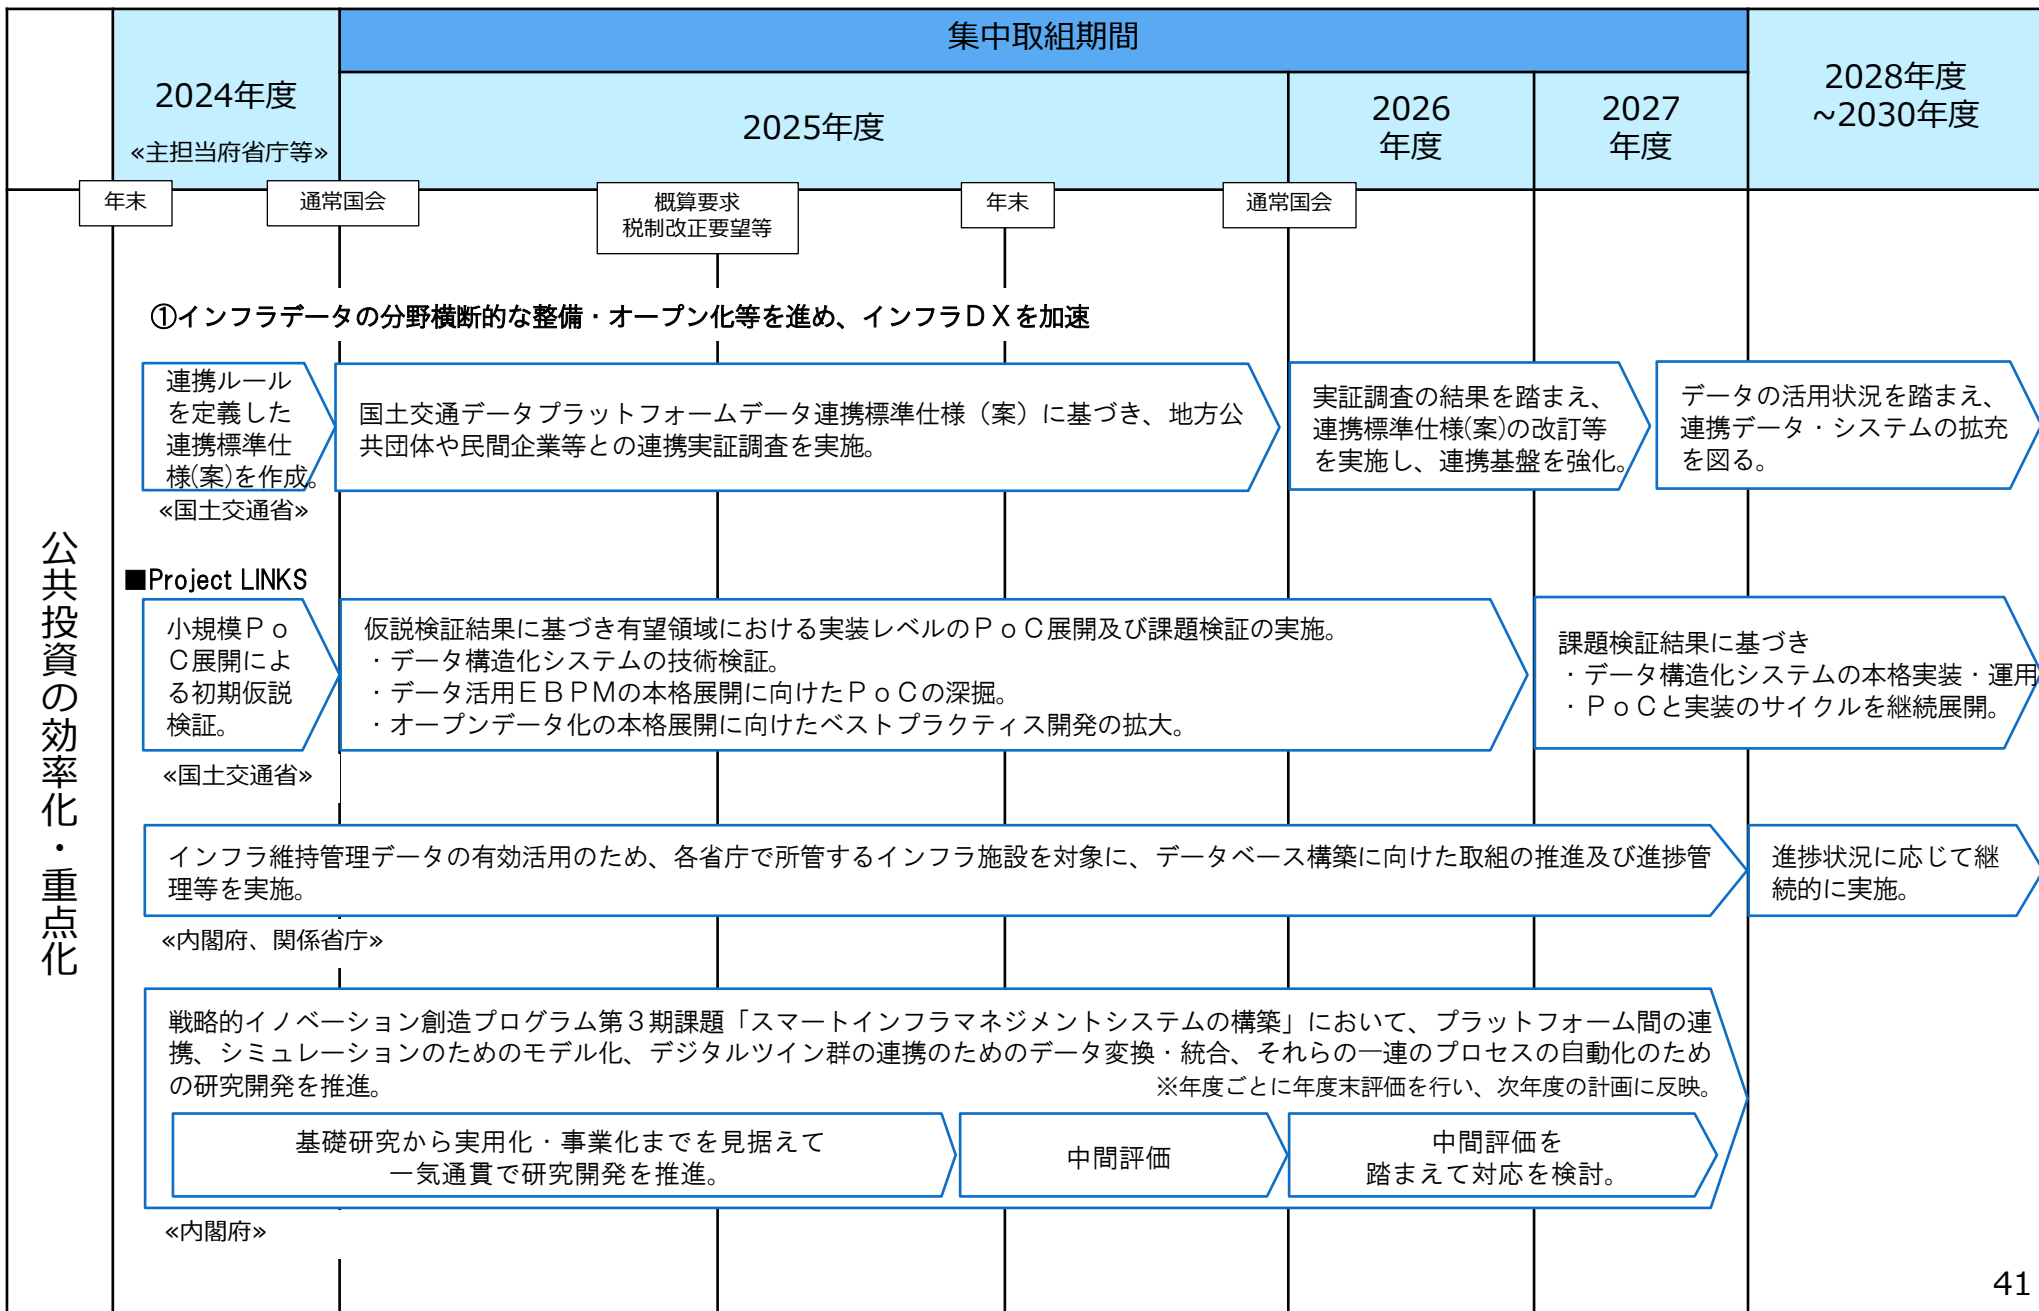 集中取組期間
2024年度
«主担当府省庁等»
2025年度
2026
年度
2027
年度
2028年度
~2030年度
年末
通常国会
概算要求
税制改正要望等
年末
通常国会
公共投資の効率化・重点化
①インフラデータの分野横断的な整備・オープン化等を進め、インフラＤＸを加速
連携ルール
を定義した
連携標準仕
様(案)を作成。
«国土交通省»
国土交通データプラットフォームデータ連携標準仕様（案）に基づき、地方公
共団体や民間企業等との連携実証調査を実施。
実証調査の結果を踏まえ、
連携標準仕様(案)の改訂等
を実施し、連携基盤を強化。
データの活用状況を踏まえ、
連携データ・システムの拡充
を図る。
■Project LINKS
小規模Ｐｏ
Ｃ展開によ
る初期仮説
検証。
«国土交通省»
仮説検証結果に基づき有望領域における実装レベルのＰｏＣ展開及び課題検証の実施。
・データ構造化システムの技術検証。
・データ活用ＥＢＰＭの本格展開に向けたＰｏＣの深掘。
・オープンデータ化の本格展開に向けたベストプラクティス開発の拡大。
課題検証結果に基づき
・データ構造化システムの本格実装・運用
・ＰｏＣと実装のサイクルを継続展開。
インフラ維持管理データの有効活用のため、各省庁で所管するインフラ施設を対象に、データベース構築に向けた取組の推進及び進捗管
理等を実施。
«内閣府、関係省庁»
進捗状況に応じて継
続的に実施。
戦略的イノベーション創造プログラム第３期課題「スマートインフラマネジメントシステムの構築」において、プラットフォーム間の連
携、シミュレーションのためのモデル化、デジタルツイン群の連携のためのデータ変換・統合、それらの一連のプロセスの自動化のため
の研究開発を推進。
※年度ごとに年度末評価を行い、次年度の計画に反映。
基礎研究から実用化・事業化までを見据えて
一気通貫で研究開発を推進。
中間評価
中間評価を
踏まえて対応を検討。
«内閣府»
41